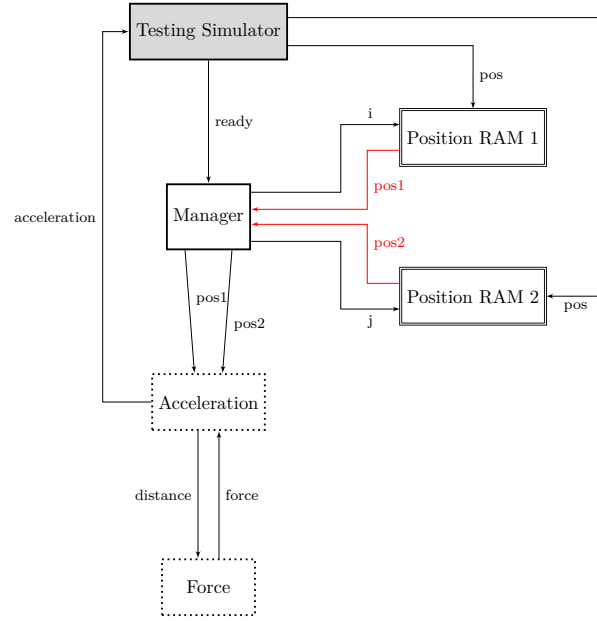 Testing Simulator
pos
i
ready
Position RAM 1
pos1
Manager
acceleration
pos2
Position RAM 2
pos
j
pos1
pos2
Acceleration
distance
force
Force